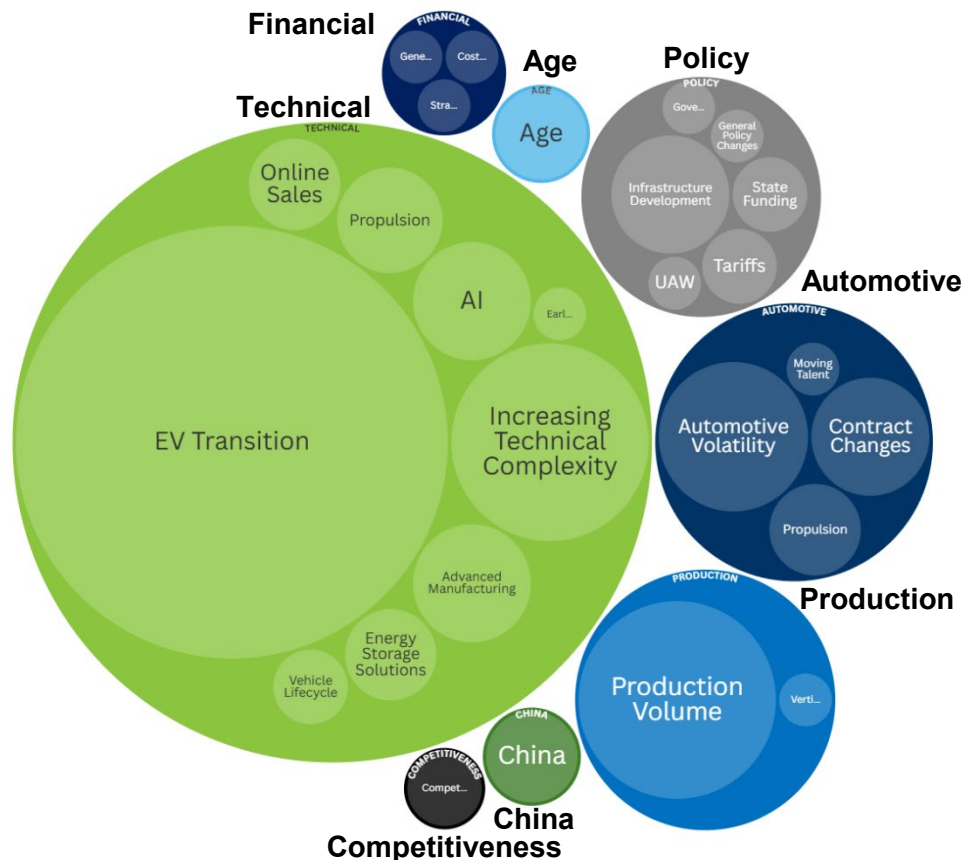 Financial
FINANCIAL
Gene...
Cost...
Stra...
Age
AGE
Age
Policy
POLICY
Gove...
General
Policy
Changes
Infrastructure
Development
State
Funding
Tariffs
UAW
Technical
TECHNICAL
Online
Sales
Propulsion
AI
Earl...
EV Transition
Increasing
Technical
Complexity
Advanced
Manufacturing
Energy
Storage
Solutions
Vehicle
Lifecycle
Automotive
AUTOMOTIVE
Moving
Talent
Automotive
Volatility
Contract
Changes
Propulsion
Production
PRODUCTION
Production
Volume
Verti...
CHINA
China
China
COMPETITIVENESS
Compet...
Competitiveness